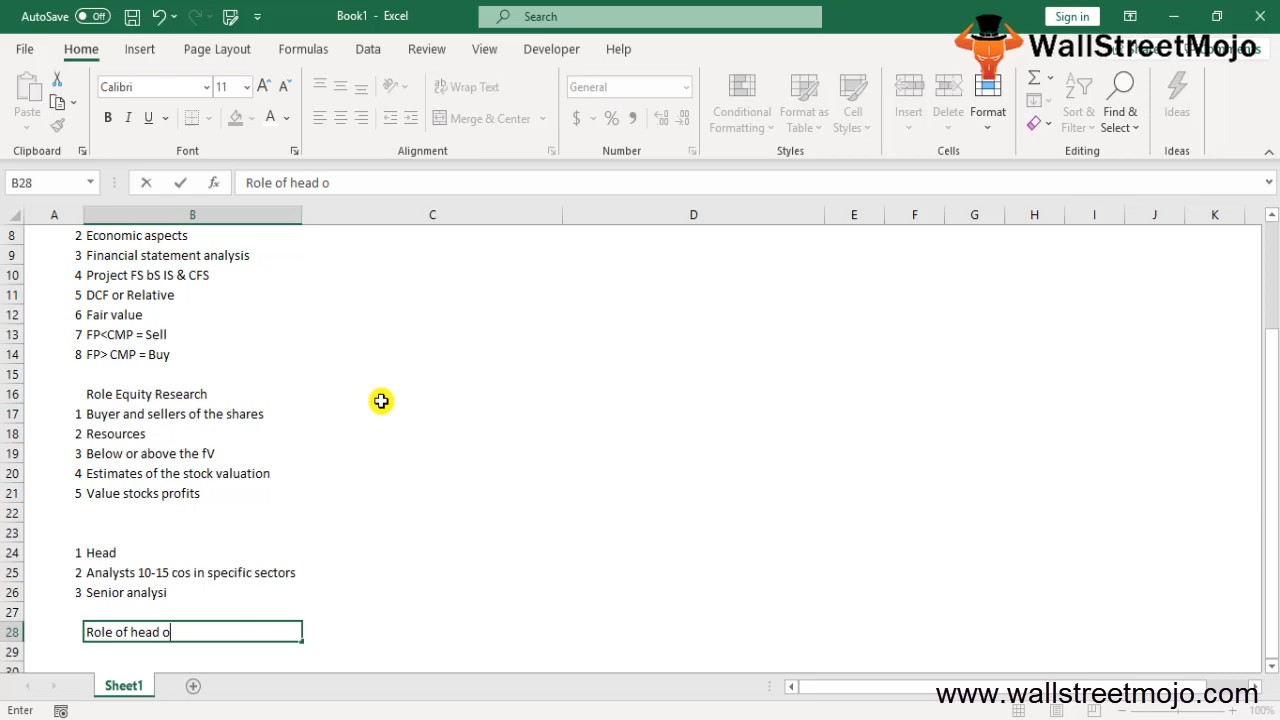 AutoSave Off Book1 - Excel Search Sign in
File Home Insert Page Layout Formulas Data Review View Developer Help
WallStreetMojo
Paste Calibri 11 Wrap Text General Conditional Formatting Format as Table Cell Styles Insert Delete Format Sort & Filter Find & Select Ideas
B I U A Merge & Center $ %
Clipboard Font Alignment Number Styles Cells Editing Ideas
B28 fx Role of head o
A B C D E F G H I J K
8 2 Economic aspects
9 3 Financial statement analysis
10 4 Project FS bS IS & CFS
11 5 DCF or Relative
12 6 Fair value
13 7 FP<CMP = Sell
14 8 FP> CMP = Buy
15
16 Role Equity Research
17 1 Buyer and sellers of the shares
18 2 Resources
19 3 Below or above the fV
20 4 Estimates of the stock valuation
21 5 Value stocks profits
22
23
24 1 Head
25 2 Analysts 10-15 cos in specific sectors
26 3 Senior analysi
27
28 Role of head o
29
30
Sheet1
www.wallstreetmojo.com
Enter 100%